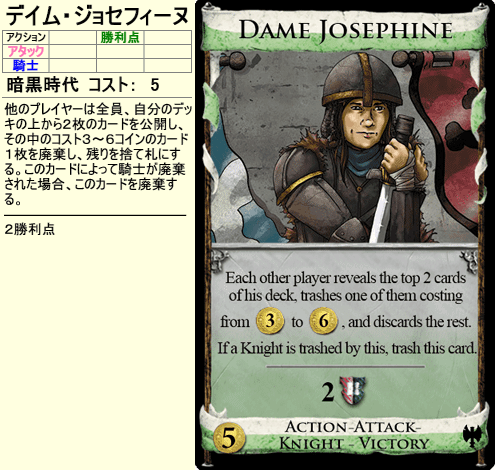 デイム・ジョセフィーヌ
アクション 勝利点
アタック
騎士
暗黒時代 コスト: 5
他のプレイヤーは全員、自分のデッ
キの上から2枚のカードを公開し、
その中のコスト3~6コインのカード
1枚を廃棄し、残りを捨て札にす
る。このカードによって騎士が廃棄
された場合、このカードを廃棄す
る。
2勝利点
DAME JOSEPHINE
Each other player reveals the top 2 cards
of his deck, trashes one of them costing
from 3 to 6, and discards the rest.
If a Knight is trashed by this, trash this card.
2
5
ACTION-ATTACK-
KNIGHT - VICTORY